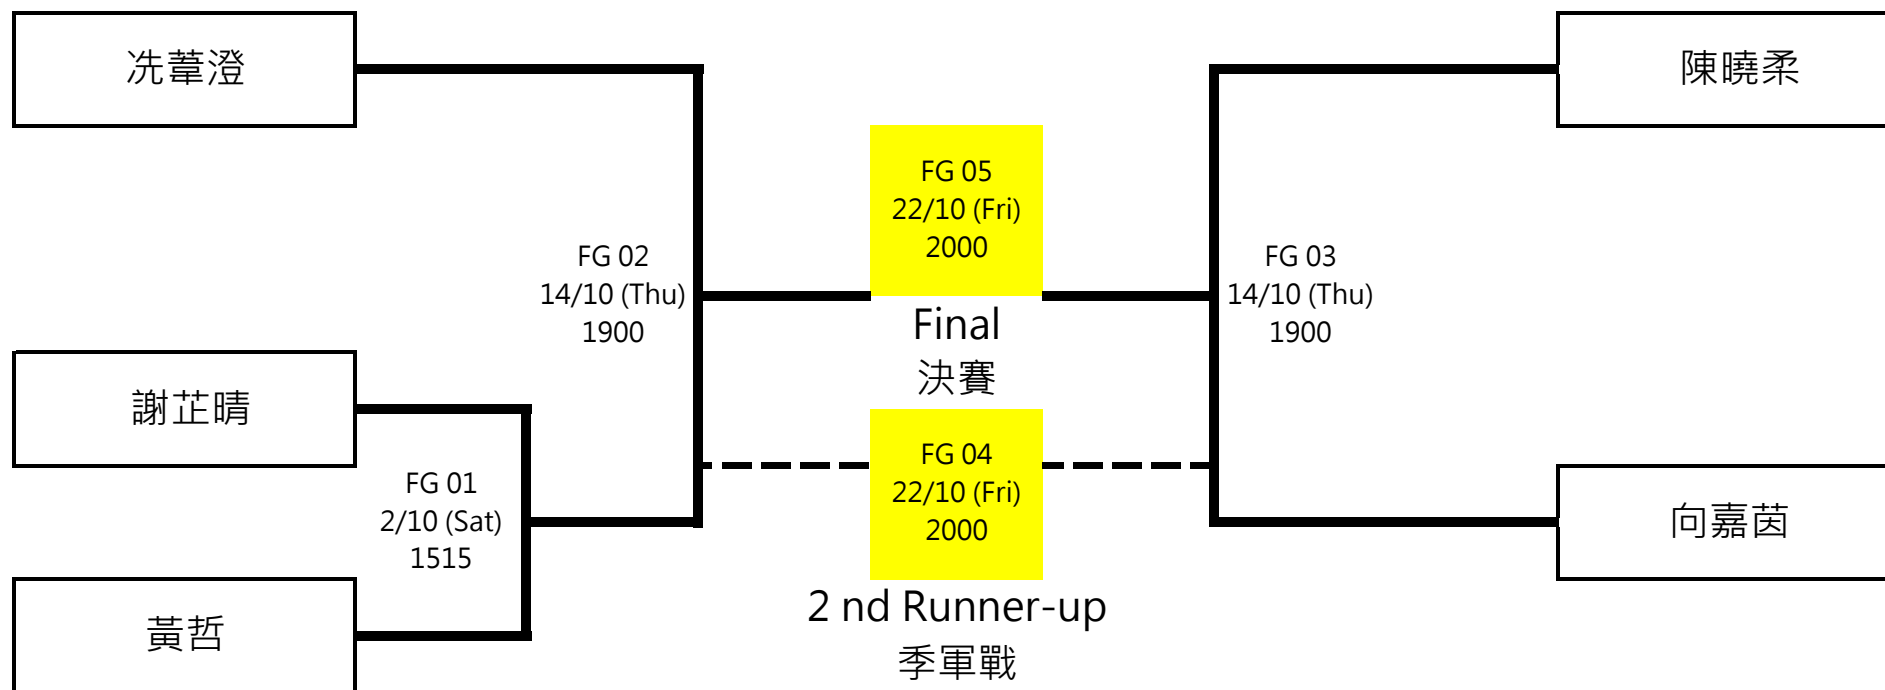 冼葦澄
陳曉柔
FG 05
22/10 (Fri)
2000
FG 02
14/10 (Thu)
1900
FG 03
14/10 (Thu)
1900
Final
決賽
謝芷晴
FG 04
22/10 (Fri)
2000
FG 01
2/10 (Sat)
1515
向嘉茵
黃哲
2 nd Runner-up
季軍戰